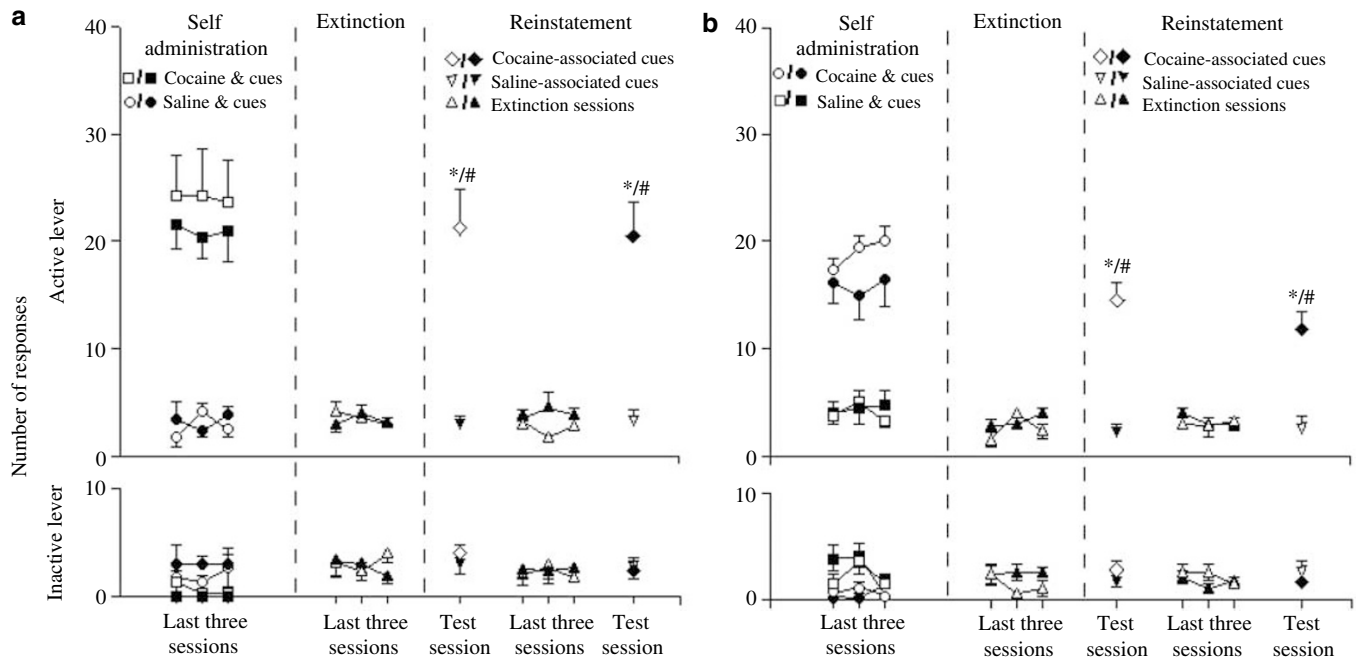 a
Self
administration
Extinction
Reinstatement
Cocaine & cues
Saline & cues
Cocaine-associated cues
Saline-associated cues
Extinction sessions
40
30
20
10
0
*/#
*/#
10
0
Number of responses
Active lever
Inactive lever
Last three
sessions
Last three
sessions
Test
session
Last three
sessions
Test
session
b
Self
administration
Extinction
Reinstatement
Cocaine & cues
Saline & cues
Cocaine-associated cues
Saline-associated cues
Extinction sessions
40
30
20
10
0
*/#
*/#
10
0
Last three
sessions
Last three
sessions
Test
session
Last three
sessions
Test
session